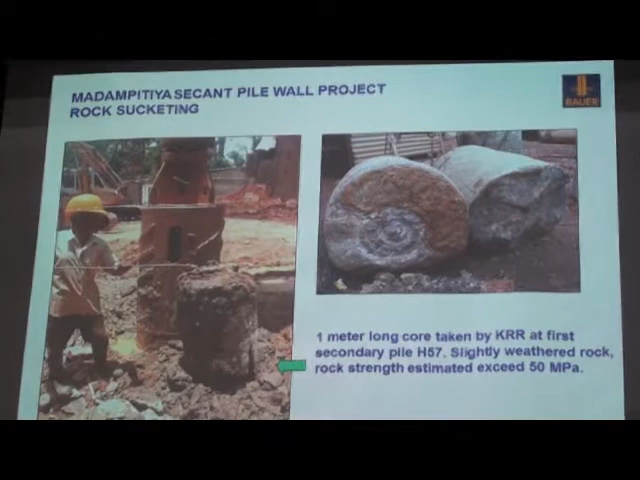 MADAMPITIYA SECANT PILE WALL PROJECT
ROCK SUCKETING
BAUER
1 meter long core taken by KRR at first
secondary pile H57. Slightly weathered rock,
rock strength estimated exceed 50 MPa.